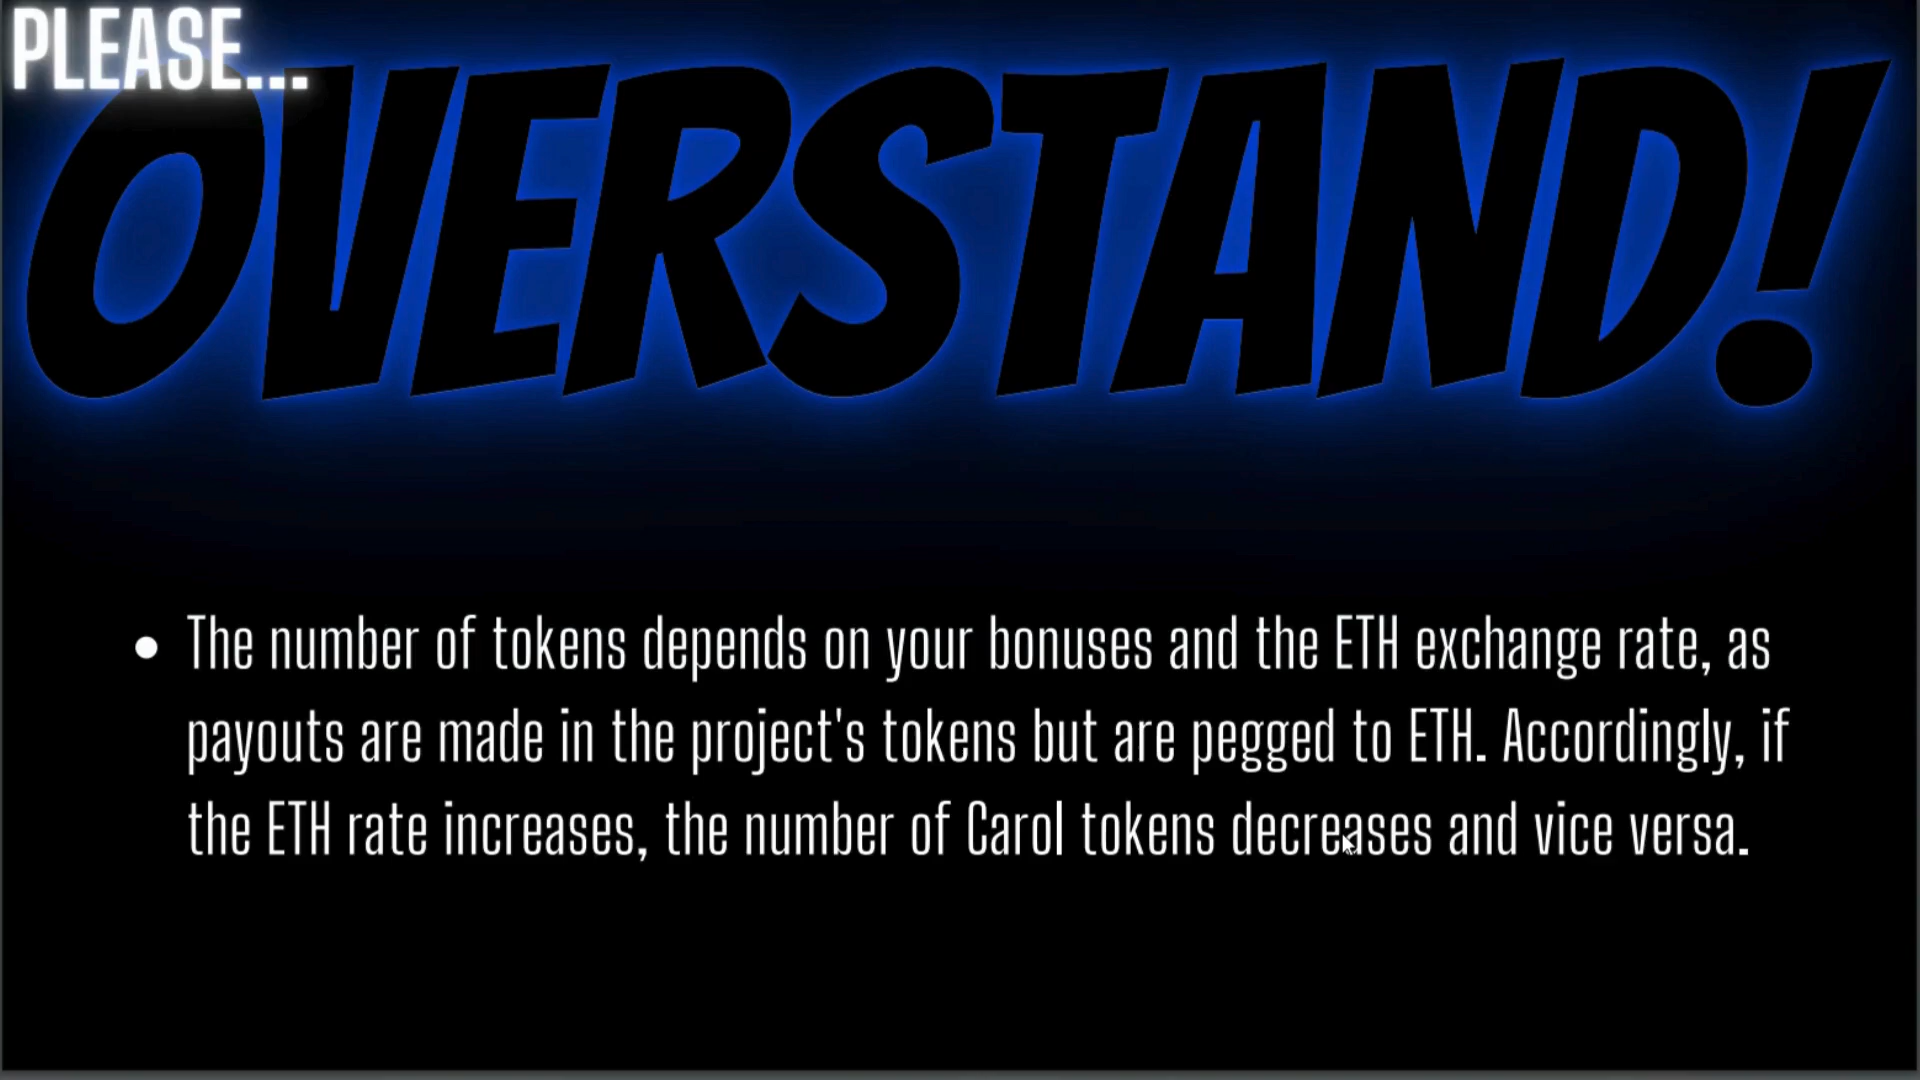 PLEASE...
OVERSTAND!
• The number of tokens depends on your bonuses and the ETH exchange rate, as
payouts are made in the project's tokens but are pegged to ETH. Accordingly, if
the ETH rate increases, the number of Carol tokens decreases and vice versa.